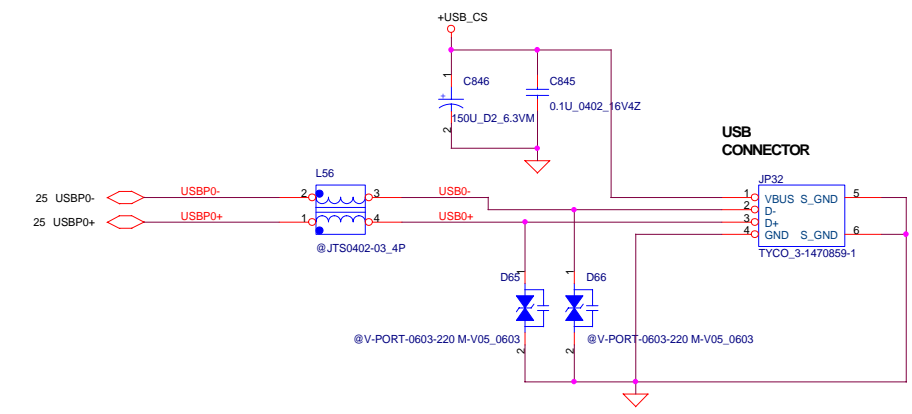 +USB_CS
1
C846
C845
+
150U_D2_6.3VM
0.1U_0402_16V4Z
2
USB
CONNECTOR
L56
JP32
25 USBP0-
USBP0-
2
3
USB0-
1
VBUS
S_GND
5
2
D-
25 USBP0+
USBP0+
1
4
USB0+
3
D+
4
GND
S_GND
6
@JTS0402-03_4P
TYCO_3-1470859-1
1
1
D65
D66
@V-PORT-0603-220 M-V05_0603
@V-PORT-0603-220 M-V05_0603
2
2